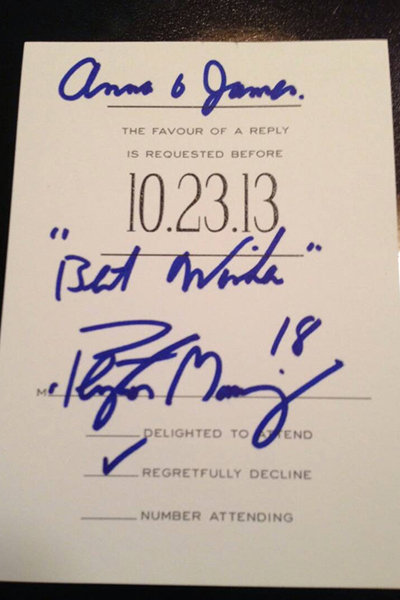 Anna & James.
THE FAVOUR OF A REPLY
IS REQUESTED BEFORE
10.23.13
"Best Wishes"
Peyton Manning 18
M
DELIGHTED TO ATTEND
✓ REGRETFULLY DECLINE
NUMBER ATTENDING